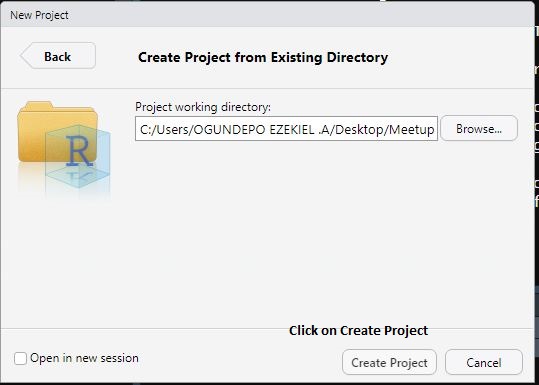 New Project
Back
Create Project from Existing Directory
Project working directory:
C:/Users/OGUNDEPO EZEKIEL .A/Desktop/Meetup
Browse...
R
Click on Create Project
Open in new session
Create Project
Cancel